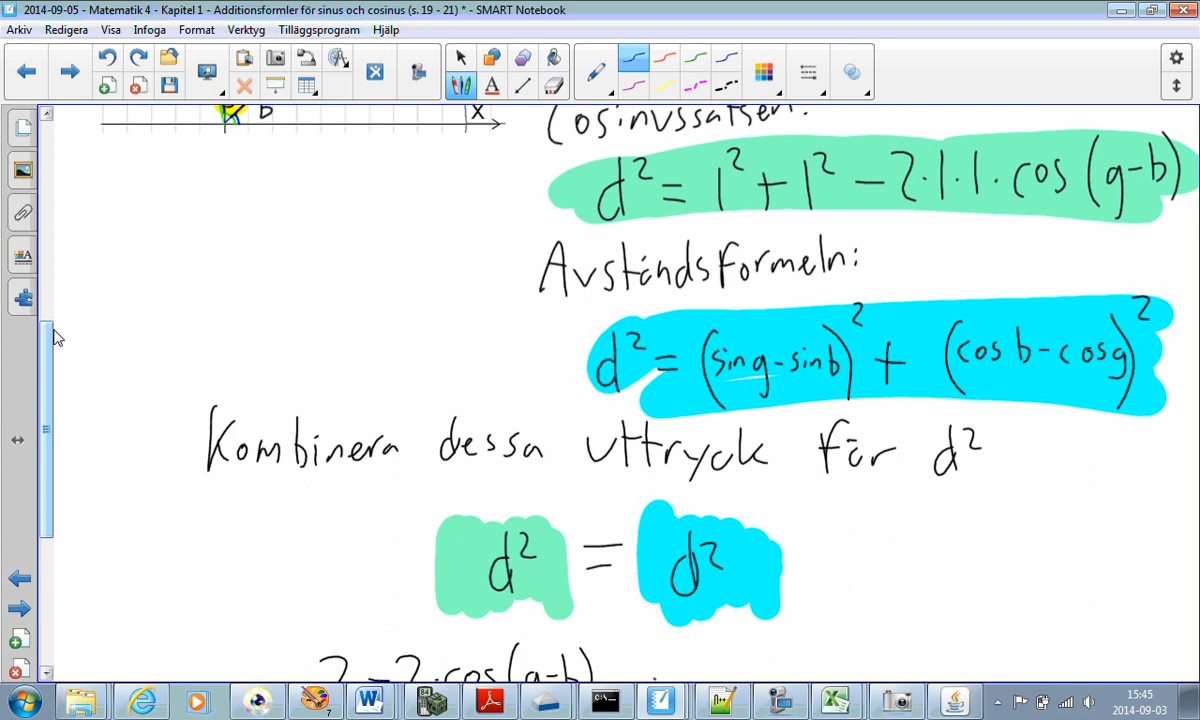 2014-09-05 - Matematik 4 - Kapitel 1 - Additionsformler för sinus och cosinus (s. 19 - 21) * - SMART Notebook
Arkiv Redigera Visa Infoga Format Verktyg Tilläggsprogram Hjälp
b x
Cosinussatsen:
d² = 1² + 1² - 2·1·1·cos(g-b)
Avståndsformeln:
d² = (sin g - sin b)² + (cos b - cos g)²
Kombinera dessa uttryck för d²
d² = d²
2 - 2·cos(g-b)
15:45
2014-09-03